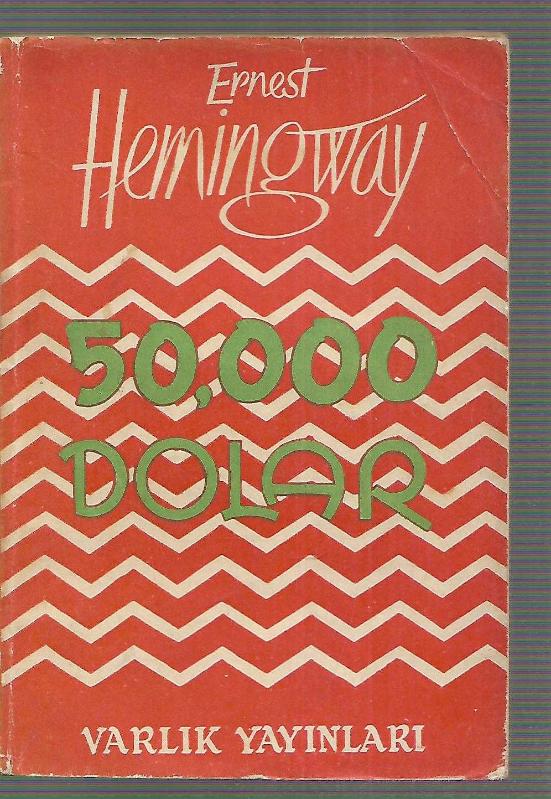 Ernest
Hemingway
50,000
DOLAR
VARLIK YAYINLARI